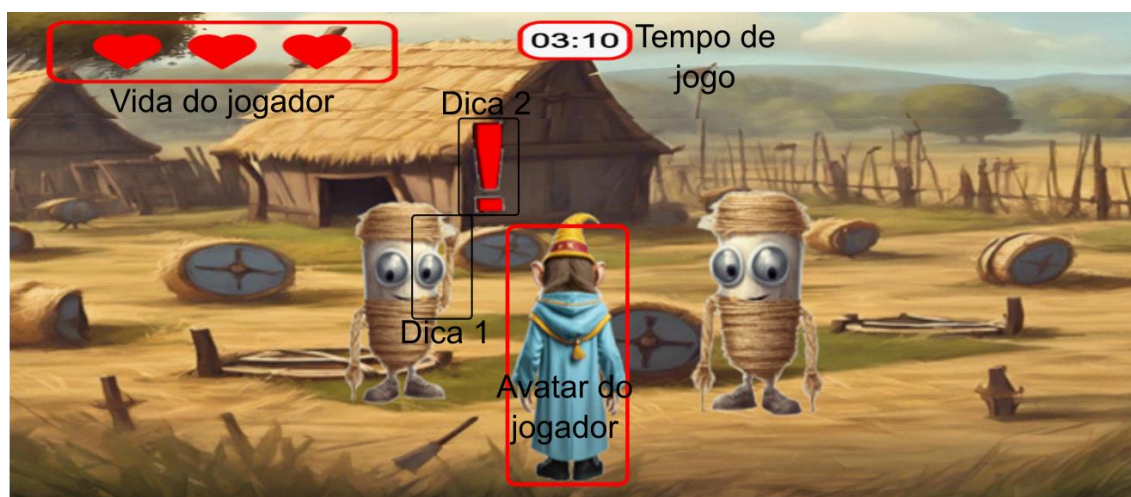 03:10
Tempo de
jogo
Vida do jogador
Dica 2
!
Dica 1
Avatar do
jogador